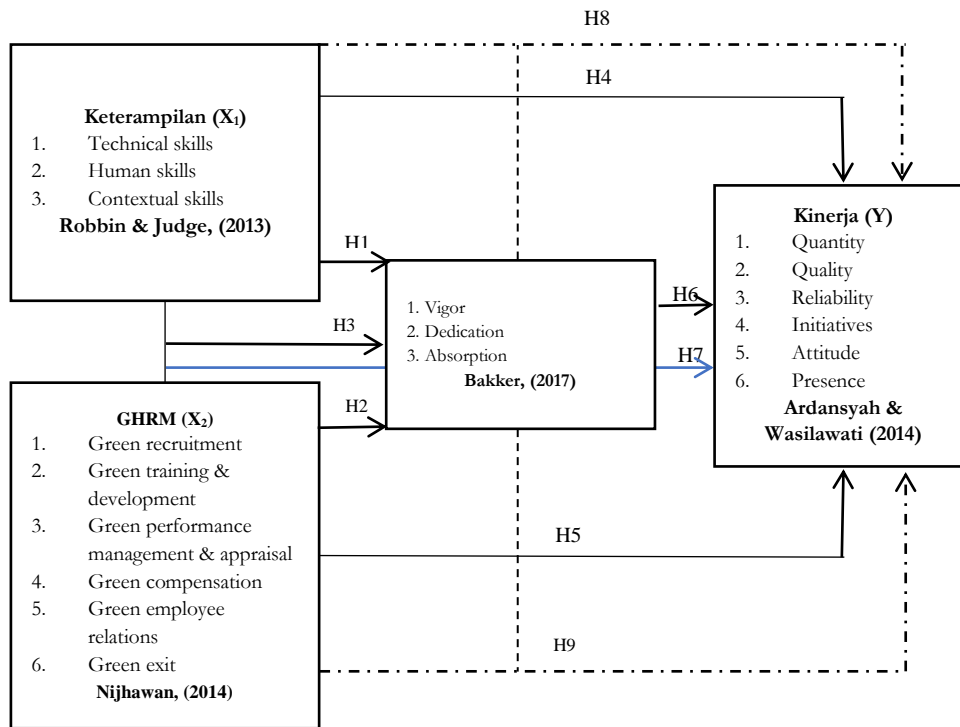 H8
H4
Keterampilan (X₁)
1. Technical skills
2. Human skills
3. Contextual skills
Robbin & Judge, (2013)
Kinerja (Y)
1. Quantity
2. Quality
3. Reliability
4. Initiatives
5. Attitude
6. Presence
Ardansyah &
Wasilawati (2014)
H1
H3
H2
1. Vigor
2. Dedication
3. Absorption
Bakker, (2017)
H6
H7
GHRM (X₂)
1. Green recruitment
2. Green training &
development
3. Green performance
management & appraisal
4. Green compensation
5. Green employee
relations
6. Green exit
Nijhawan, (2014)
H5
H9